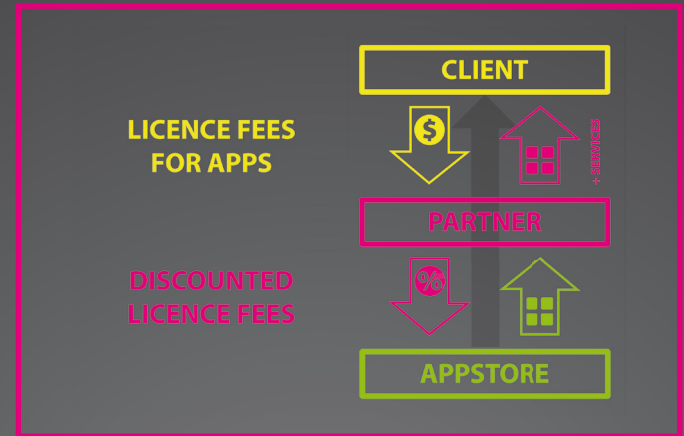 CLIENT
LICENCE FEES
FOR APPS
$
+ SERVICES
PARTNER
DISCOUNTED
LICENCE FEES
%
APPSTORE